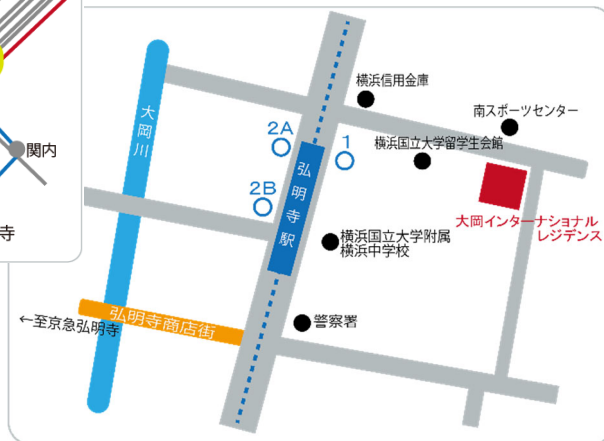 関内
寺
大岡川
横浜信用金庫
南スポーツセンター
2A
1
横浜国立大学留学生会館
弘明寺駅
2B
大岡インターナショナル
レジデンス
横浜国立大学附属
横浜中学校
弘明寺商店街
←至京急弘明寺
警察署